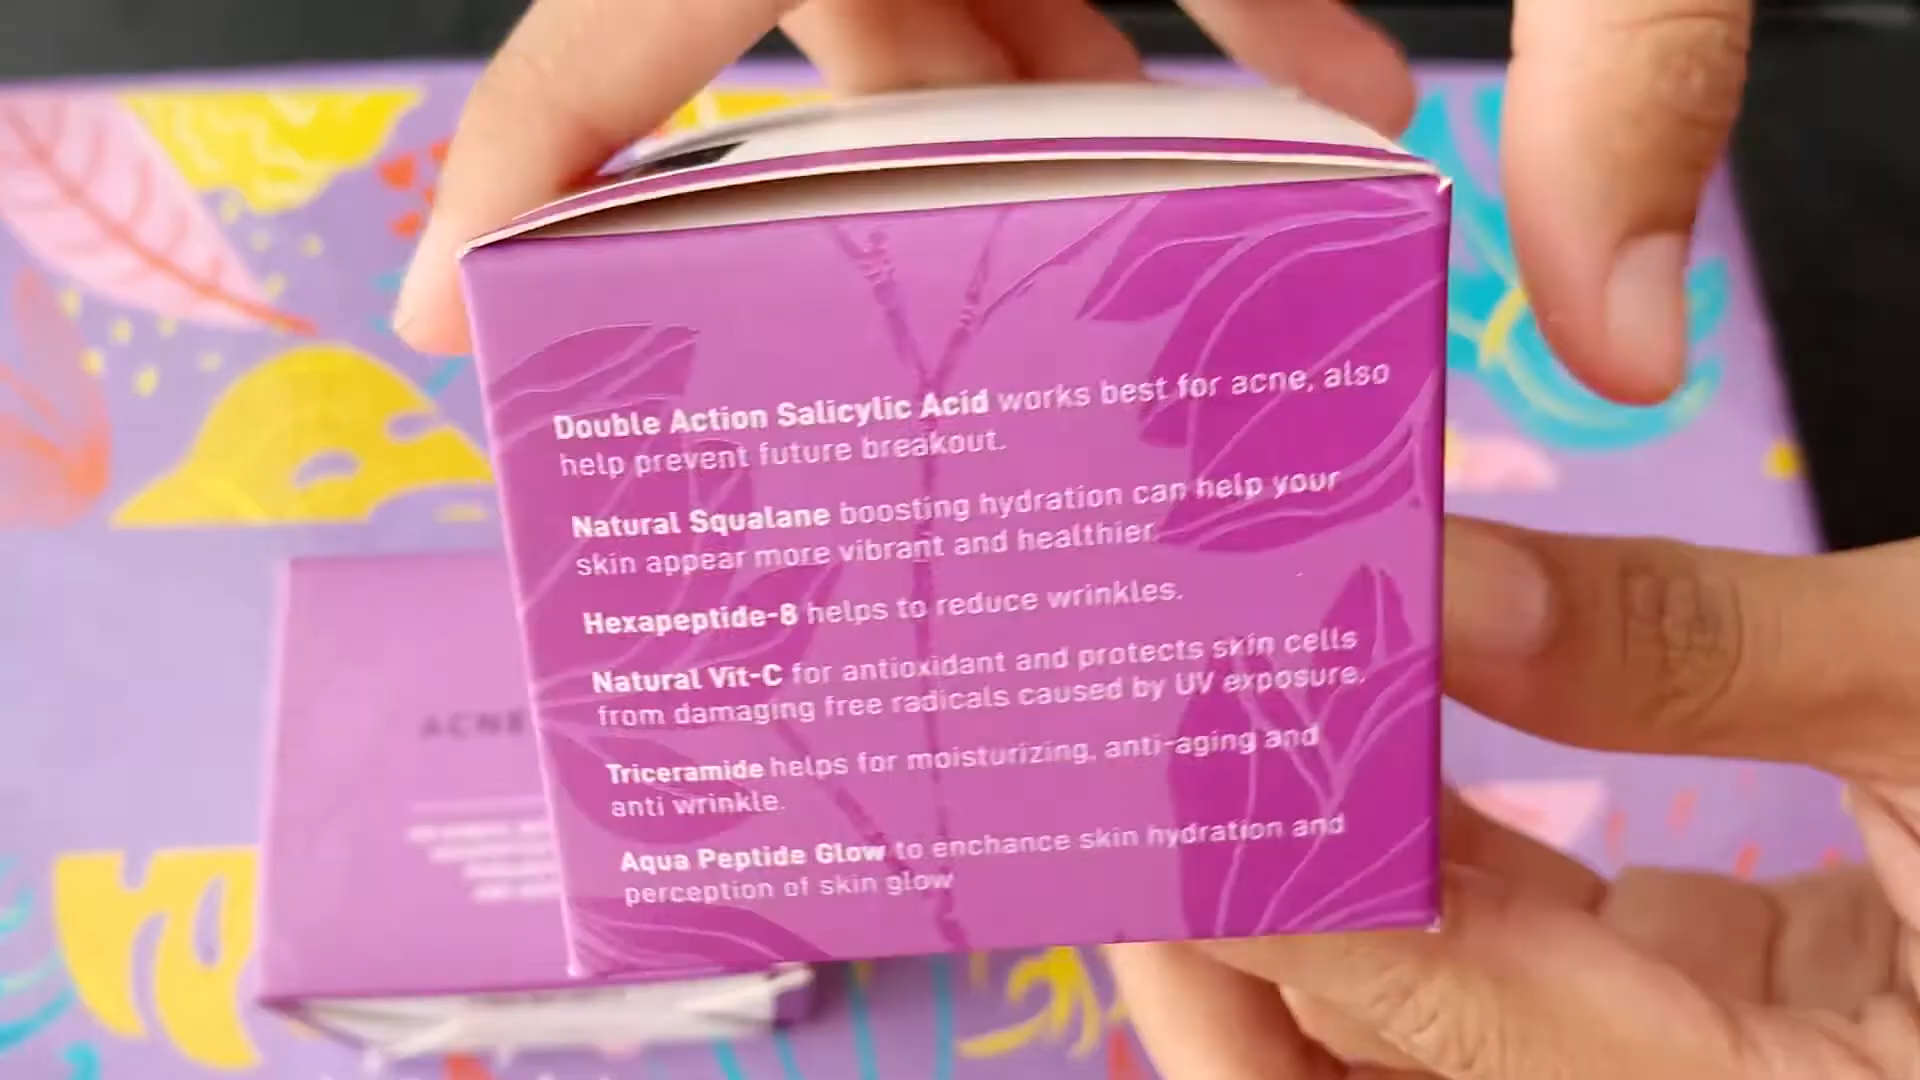 Double Action Salicylic Acid works best for acne, also
help prevent future breakout.
Natural Squalane boosting hydration can help your
skin appear more vibrant and healthier.
Hexapeptide-8 helps to reduce wrinkles.
Natural Vit-C for antioxidant and protects skin cells
from damaging free radicals caused by UV exposure.
Triceramide helps for moisturizing, anti-aging and
anti wrinkle.
Aqua Peptide Glow to enchance skin hydration and
perception of skin glow
ACNE